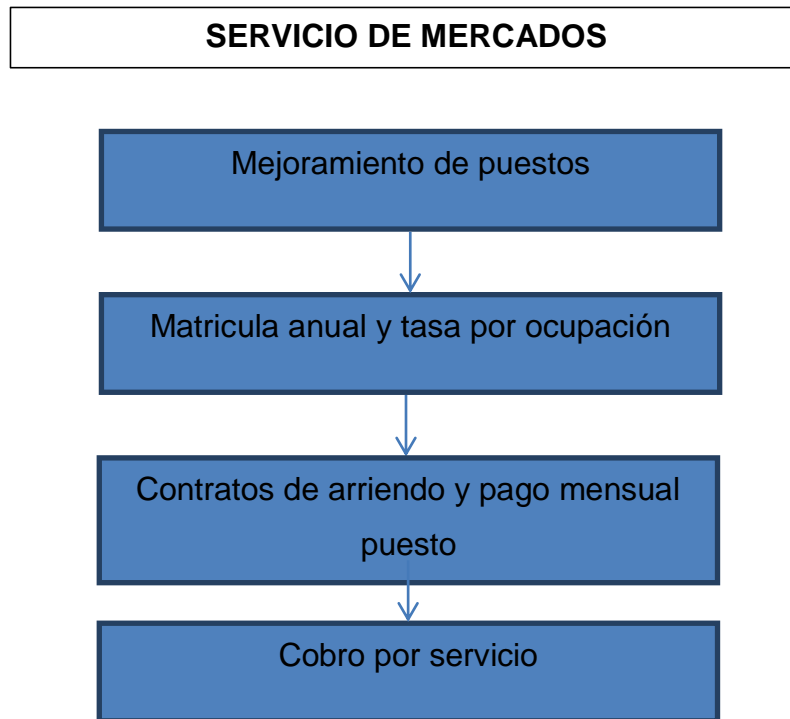 SERVICIO DE MERCADOS
Mejoramiento de puestos
Matricula anual y tasa por ocupación
Contratos de arriendo y pago mensual
puesto
Cobro por servicio